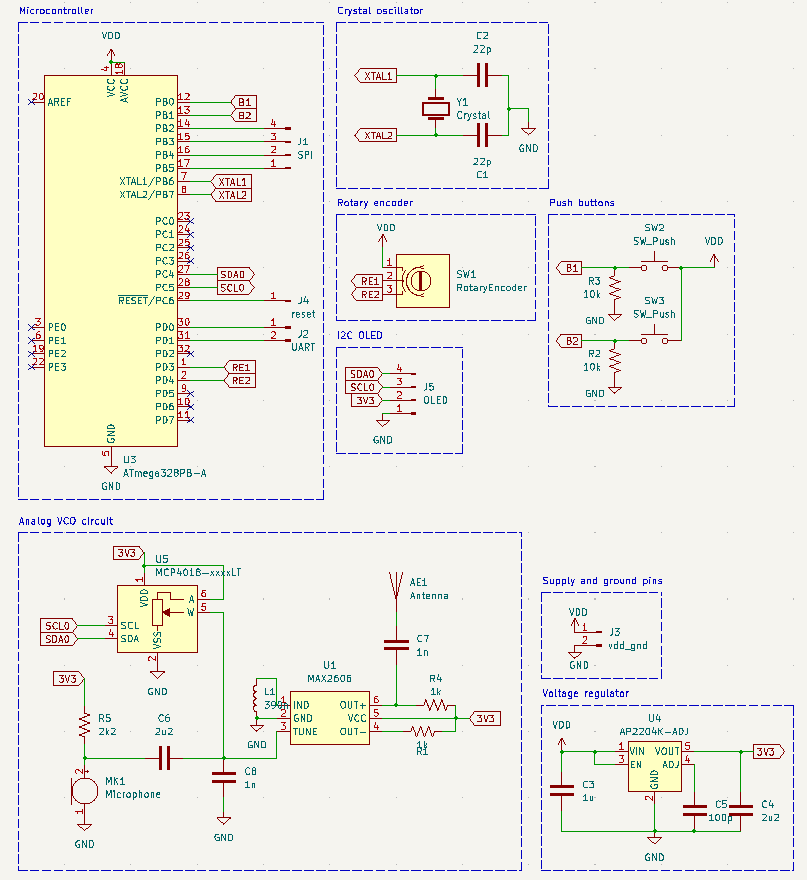 Microcontroller
VDD
4
18
VCC
AVCC
20
AREF
PB0
12
B1
PB1
13
B2
PB2
14
4
PB3
15
3
J1
PB4
16
2
SPI
PB5
17
1
XTAL1/PB6
7
XTAL1
XTAL2/PB7
8
XTAL2
PC0
23
PC1
24
PC2
25
PC3
26
PC4
27
SDA0
PC5
28
SCL0
RESET/PC6
29
1
J4
reset
3
PE0
PD0
30
1
J2
6
PE1
PD1
31
2
UART
19
PE2
PD2
32
22
PE3
PD3
1
RE1
PD4
2
RE2
PD5
9
PD6
10
PD7
11
GND
5
U3
ATmega328PB-A
GND
Crystal oscillator
C2
22p
XTAL1
Y1
Crystal
XTAL2
GND
22p
C1
Rotary encoder
VDD
1
RE1
2
RE2
3
SW1
RotaryEncoder
Push buttons
SW2
SW_Push
VDD
B1
R3
10k
GND
SW3
SW_Push
B2
R2
10k
GND
I2C OLED
SDA0
4
SCL0
3
J5
3V3
2
OLED
1
GND
Analog VCO circuit
3V3
U5
MCP4018-xxxxLT
1
VDD
A
6
W
5
SCL0
3
SCL
SDA0
4
SDA
VSS
2
GND
3V3
R5
2k2
C6
2u2
2
+
MK1
Microphone
1
GND
C8
1n
GND
L1
390n
GND
U1
MAX2606
1
IND
2
GND
3
TUNE
OUT+
6
VCC
5
OUT-
4
AE1
Antenna
C7
1n
R4
1k
3V3
1k
R1
Supply and ground pins
VDD
1
J3
2
vdd_gnd
GND
Voltage regulator
U4
AP2204K-ADJ
VDD
1
VIN
VOUT
5
3V3
3
EN
ADJ
4
GND
2
C3
1u
C5
100p
C4
2u2
GND